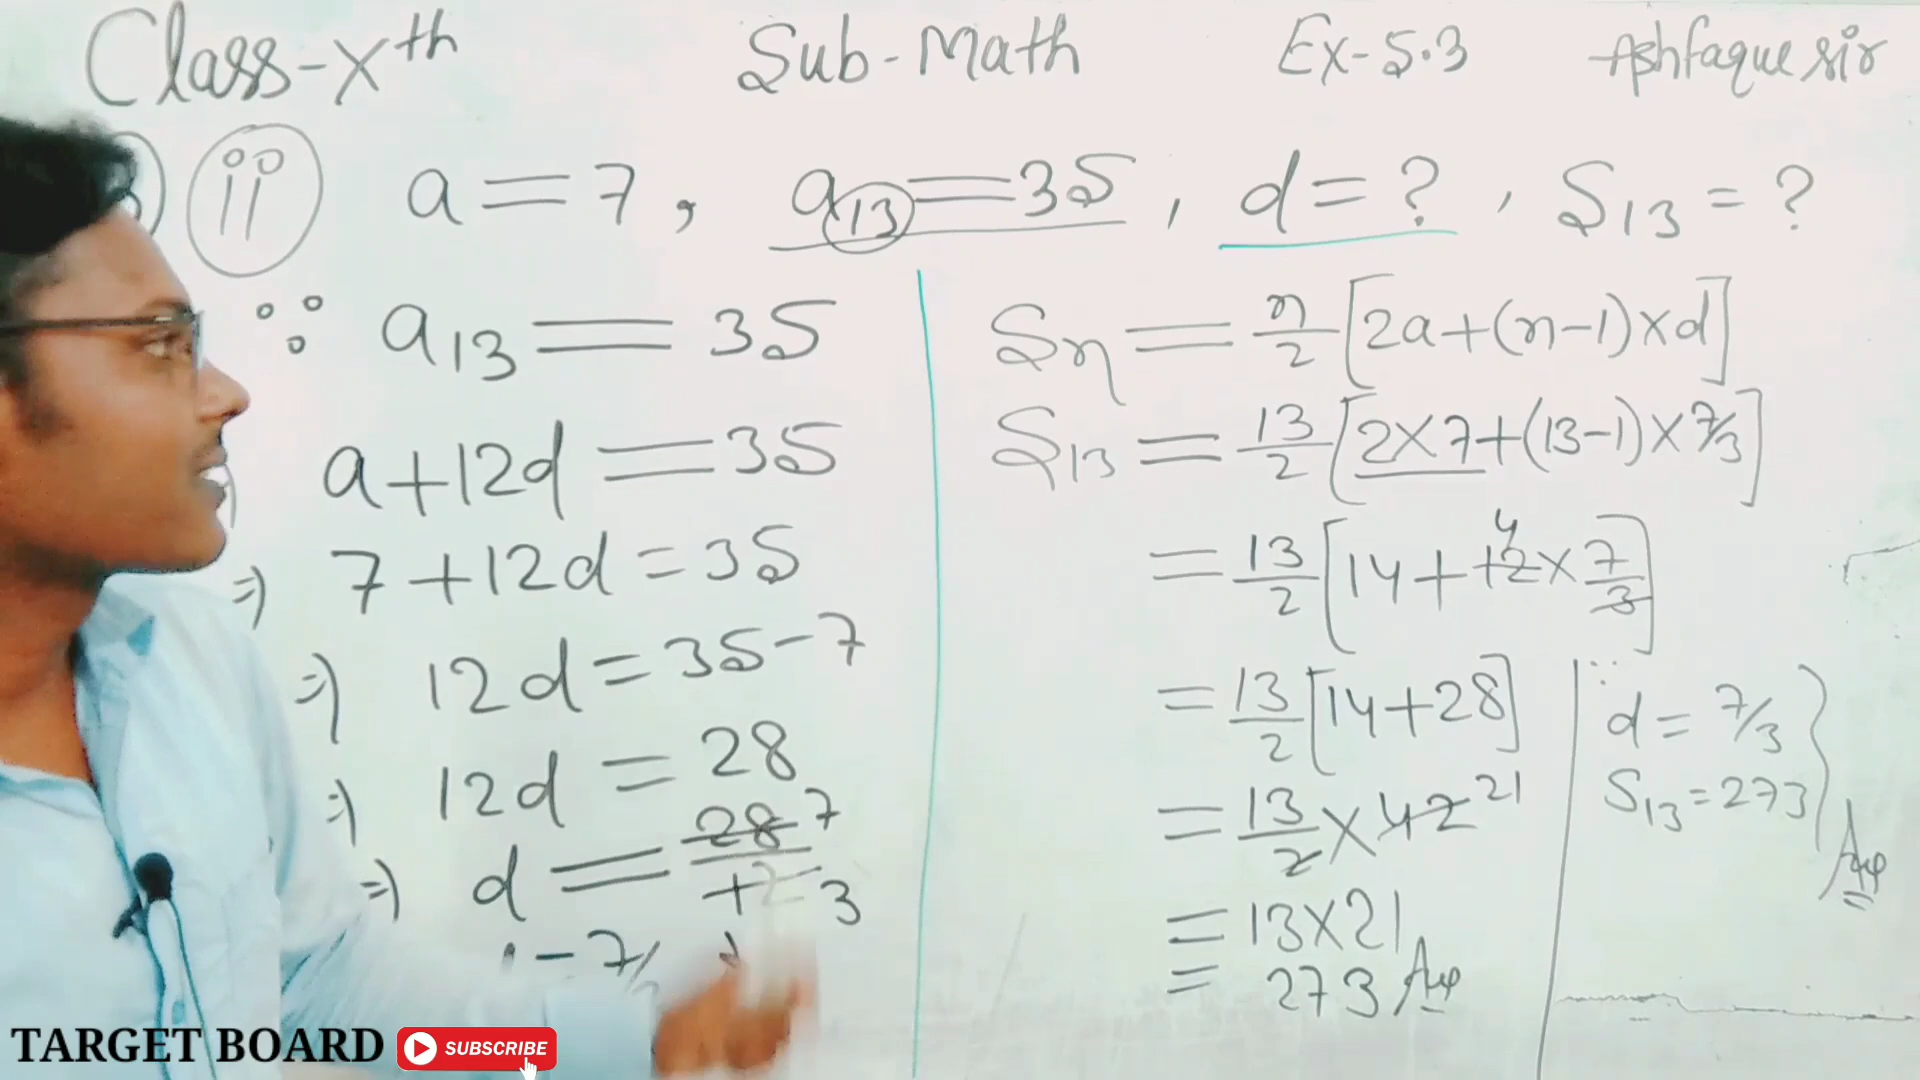 Class-Xth Sub-Math Ex-5.3 Ashfaque sir
ii a=7, a13=35, d=?, S13=?
∵ a13=35
a+12d=35
⇒ 7+12d=35
⇒ 12d=35-7
⇒ 12d=28
⇒ d=28/12 7 3
Sn=n/2[2a+(n-1)×d]
S13=13/2[2×7+(13-1)×7/3]
=13/2[14+12×7/3] 4
=13/2[14+28]
=13/2×42 21
=13×21
=273 Ans
∵
d=7/3
S13=273
Ans
TARGET BOARD SUBSCRIBE